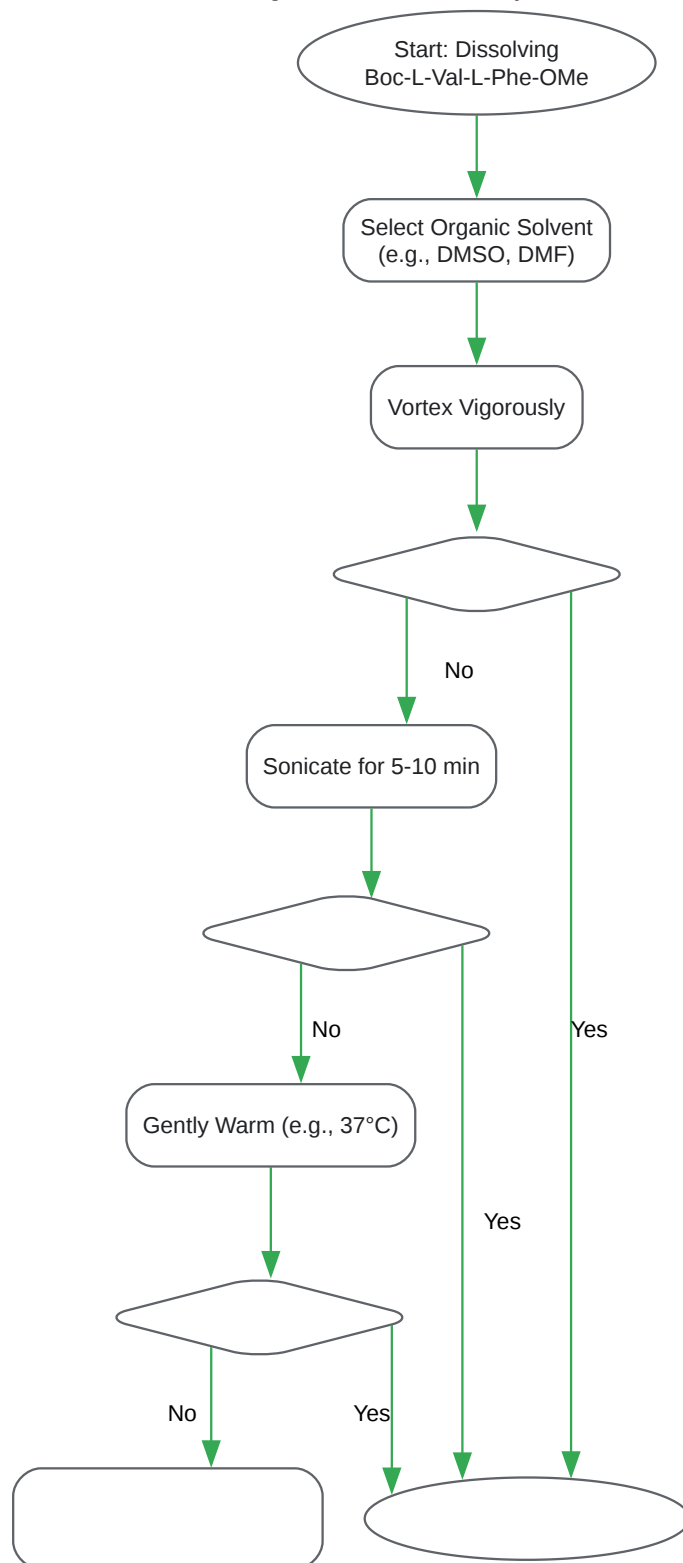 Start: Dissolving
Boc-L-Val-L-Phe-OMe
Select Organic Solvent
(e.g., DMSO, DMF)
Vortex Vigorously
No
Sonicate for 5-10 min
No
Yes
Gently Warm (e.g., 37°C)
Yes
No
Yes